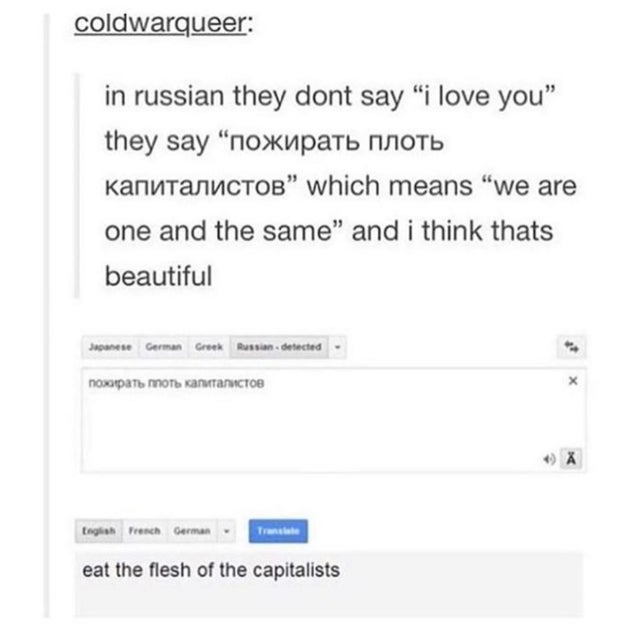 coldwarqueer:
in russian they dont say “i love you”
they say “пожирать плоть
капиталистов” which means “we are
one and the same” and i think thats
beautiful
Japanese German Greek Russian - detected
пожирать плоть капиталистов
Ä
English French German Translate
eat the flesh of the capitalists